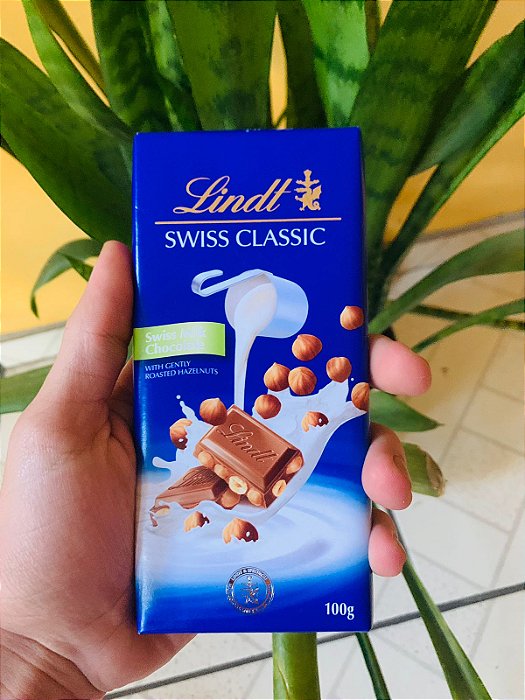 Lindt
SWISS CLASSIC
Swiss Milk
Chocolate
WITH GENTLY
ROASTED HAZELNUTS
Lindt
100g